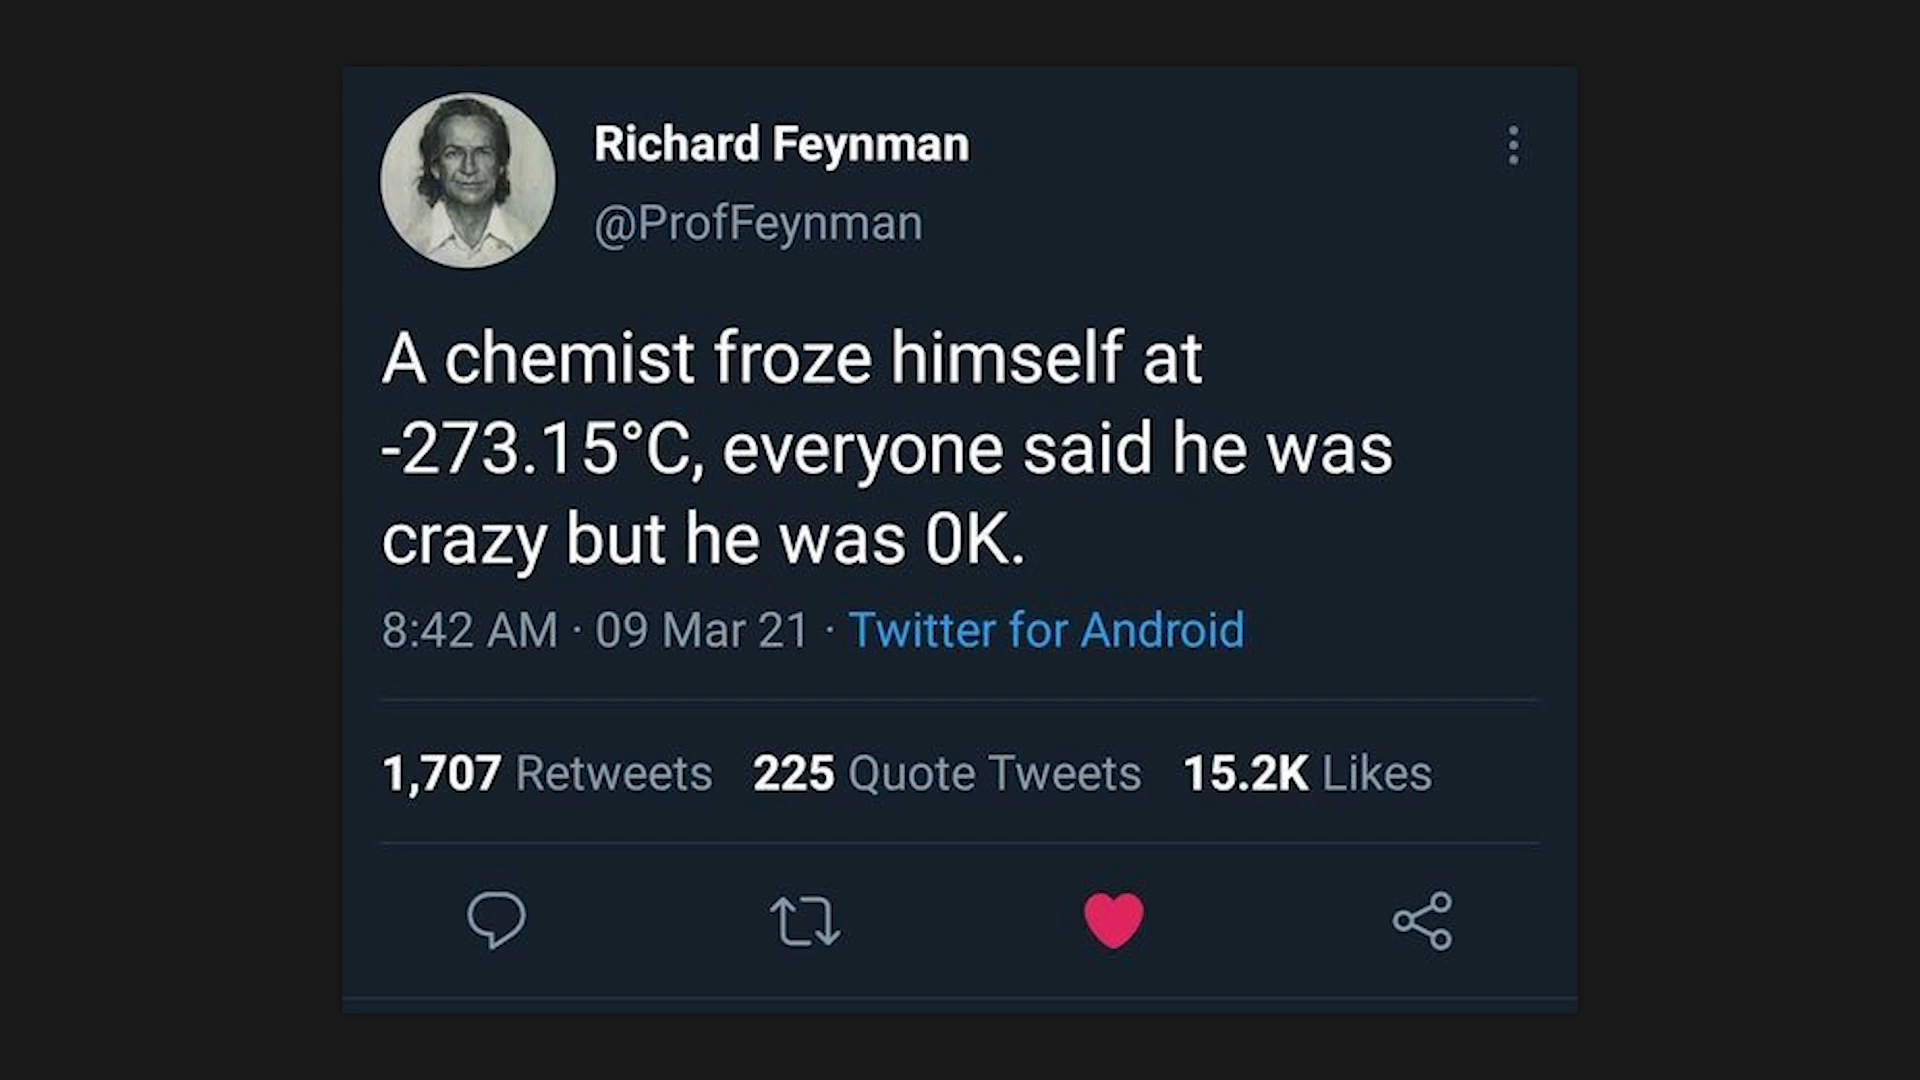 Richard Feynman
@ProfFeynman
A chemist froze himself at
-273.15°C, everyone said he was
crazy but he was 0K.
8:42 AM · 09 Mar 21 · Twitter for Android
1,707 Retweets 225 Quote Tweets 15.2K Likes